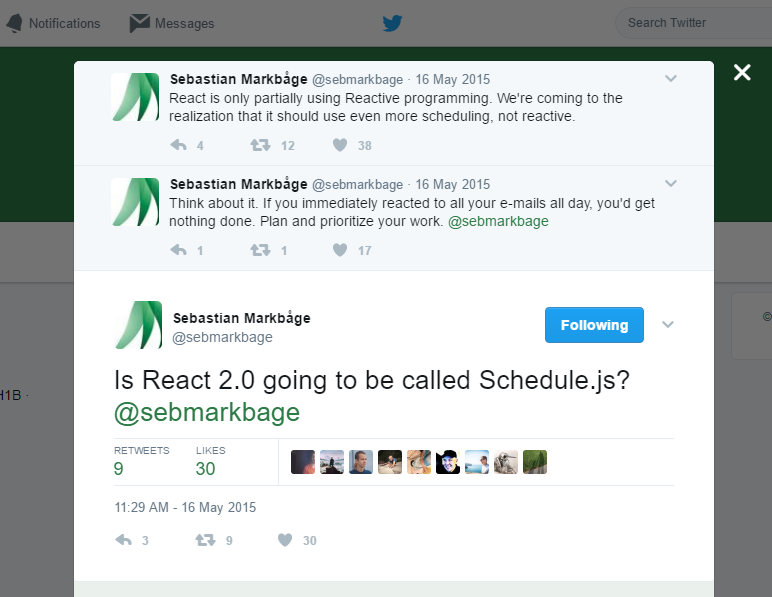 Notifications Messages Search Twitter
Sebastian Markbåge @sebmarkbage · 16 May 2015
React is only partially using Reactive programming. We're coming to the
realization that it should use even more scheduling, not reactive.
4 12 38
Sebastian Markbåge @sebmarkbage · 16 May 2015
Think about it. If you immediately reacted to all your e-mails all day, you'd get
nothing done. Plan and prioritize your work. @sebmarkbage
1 1 17
Sebastian Markbåge
@sebmarkbage
Following
©
Is React 2.0 going to be called Schedule.js?
H1B ·
@sebmarkbage
RETWEETS LIKES
9 30
11:29 AM - 16 May 2015
3 9 30